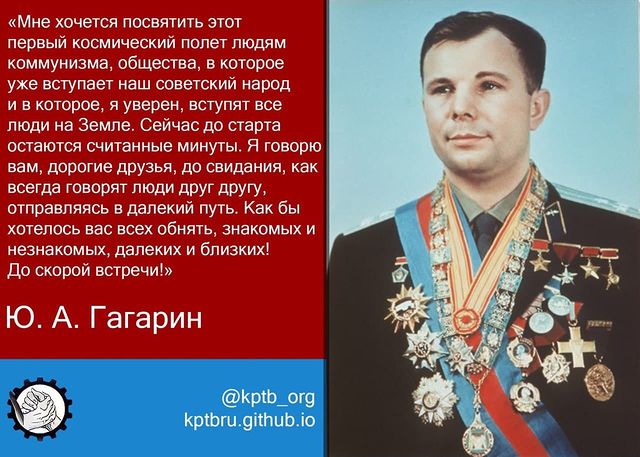 «Мне хочется посвятить этот
первый космический полет людям
коммунизма, общества, в которое
уже вступает наш советский народ
и в которое, я уверен, вступят все
люди на Земле. Сейчас до старта
остаются считанные минуты. Я говорю
вам, дорогие друзья, до свидания, как
всегда говорят люди друг другу,
отправляясь в далекий путь. Как бы
хотелось вас всех обнять, знакомых и
незнакомых, далеких и близких!
До скорой встречи!»
Ю. А. Гагарин
@kptb_org
kptbru.github.io